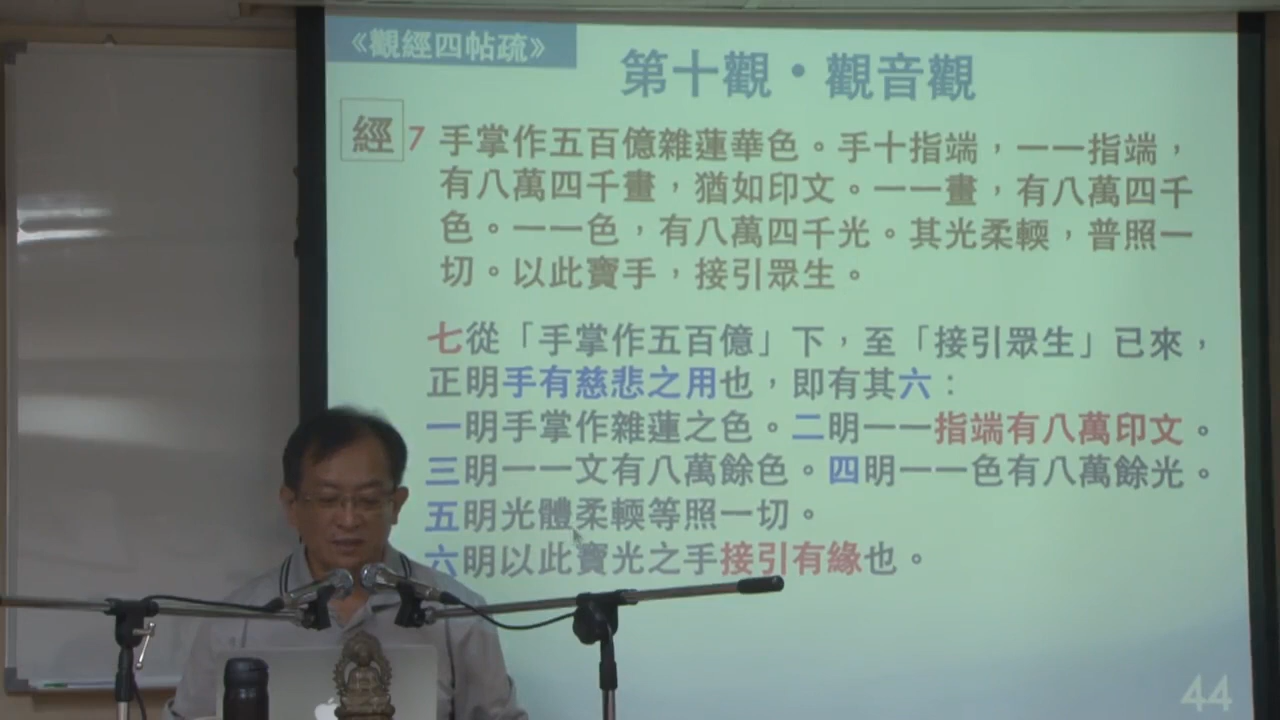 《觀經四帖疏》
第十觀•觀音觀
經 7 手掌作五百億雜蓮華色。手十指端，一一指端，
有八萬四千畫，猶如印文。一一畫，有八萬四千
色。一一色，有八萬四千光。其光柔輭，普照一
切。以此寶手，接引眾生。
七從「手掌作五百億」下，至「接引眾生」已來，
正明手有慈悲之用也，即有其六：
一明手掌作雜蓮之色。二明一一指端有八萬印文。
三明一一文有八萬餘色。四明一一色有八萬餘光。
五明光體柔輭等照一切。
六明以此寶光之手接引有緣也。
44